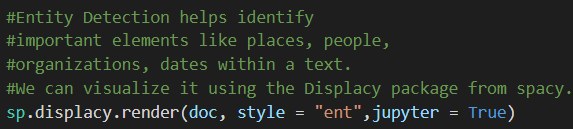 #Entity Detection helps identify
#important elements like places, people,
#organizations, dates within a text.
#We can visualize it using the Displacy package from spacy.
sp.displacy.render(doc, style = "ent",jupyter = True)